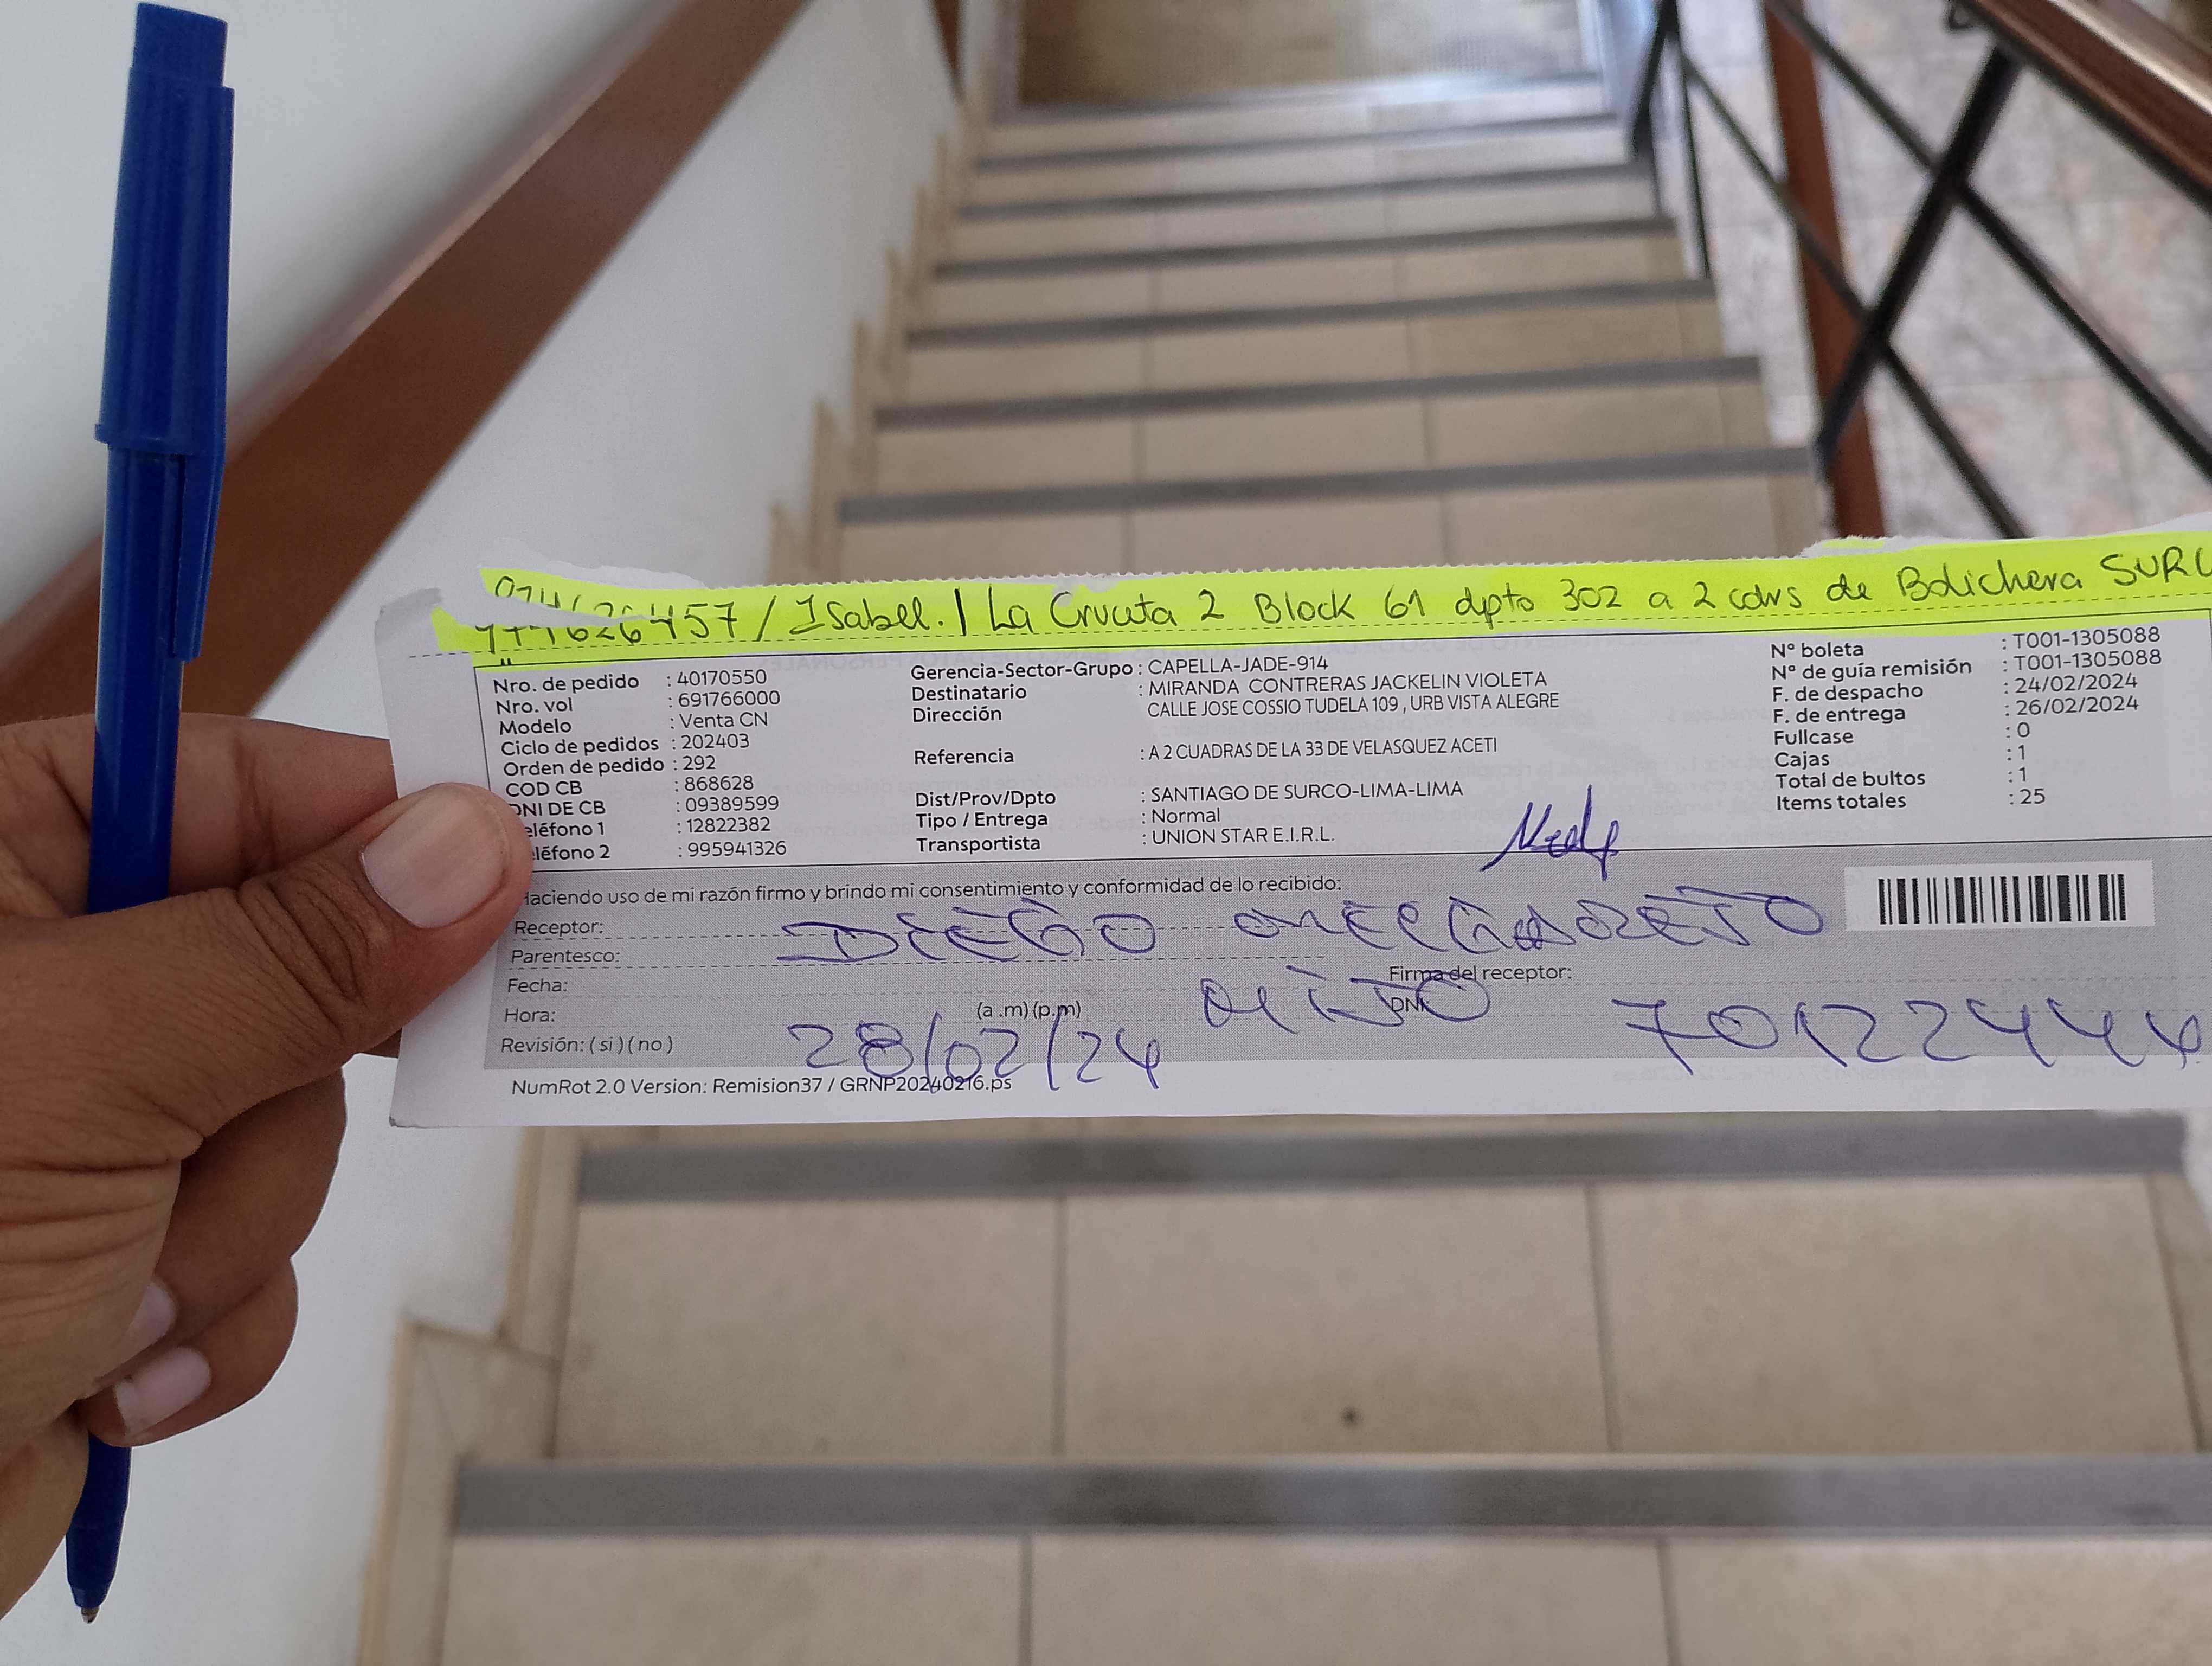 974626457 / Isabel. / La Cruceta 2 Block 61 dpto 302 a 2 cdrs de Bolichera SURC
Nro. de pedido : 40170550
Nro. vol : 691766000
Modelo : Venta CN
Ciclo de pedidos : 202403
Orden de pedido : 292
COD CB : 868628
DNI DE CB : 09389599
eléfono 1 : 12822382
léfono 2 : 995941326
Gerencia-Sector-Grupo : CAPELLA-JADE-914
Destinatario : MIRANDA CONTRERAS JACKELIN VIOLETA
Dirección CALLE JOSE COSSIO TUDELA 109 , URB VISTA ALEGRE
Referencia : A 2 CUADRAS DE LA 33 DE VELASQUEZ ACETI
Dist/Prov/Dpto : SANTIAGO DE SURCO-LIMA-LIMA
Tipo / Entrega : Normal
Transportista : UNION STAR E.I.R.L.
N° boleta : T001-1305088
N° de guía remisión : T001-1305088
F. de despacho : 24/02/2024
F. de entrega : 26/02/2024
Fullcase : 0
Cajas : 1
Total de bultos : 1
Items totales : 25
Haciendo uso de mi razón firmo y brindo mi consentimiento y conformidad de lo recibido:
Receptor: DIEGO
Parentesco:
Firma del receptor:
Fecha:
DNI
Hora: (a .m) (p.m)
28/02/24
Revisión: ( si ) ( no )
NumRot 2.0 Version: Remision37 / GRNP20240216.ps